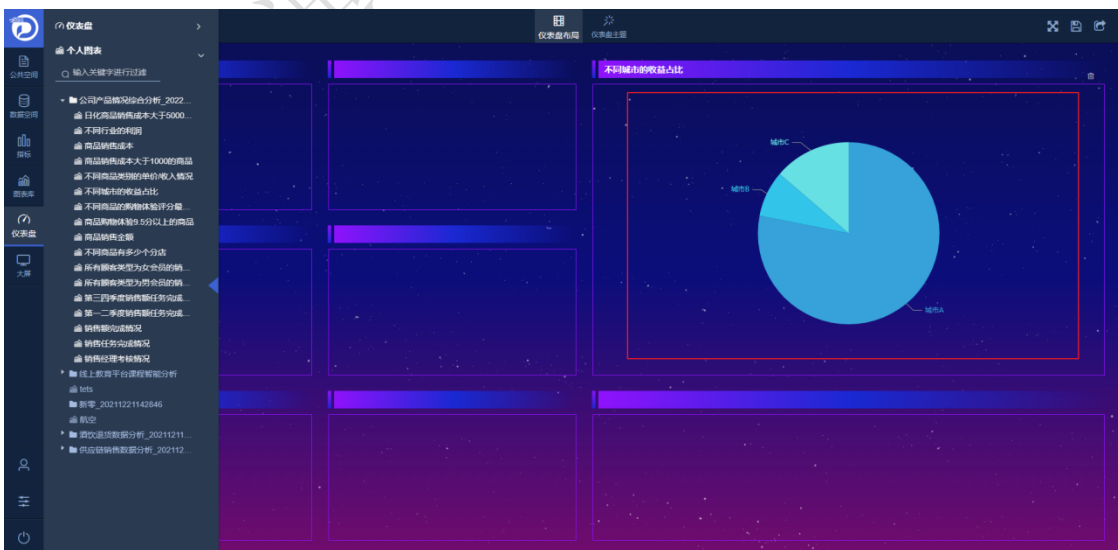 仪表盘
仪表盘布局
仪表盘主题
公共空间
数据空间
指标
图表库
仪表盘
大屏
个人图表
输入关键字进行过滤
公司产品情况综合分析_2022...
日化商品销售成本大于5000...
不同行业的利润
商品销售成本
商品销售成本大于1000的商品
不同商品类别的单价/收入情况
不同城市的收益占比
不同商品的购物体验评分最...
商品购物体验9.5分以上的商品
商品销售金额
不同商品有多少个分店
所有顾客类型为女会员的销...
所有顾客类型为男会员的销...
第三四季度销售额任务完成...
第一二季度销售额任务完成...
销售额完成情况
销售任务完成情况
销售经理考核情况
线上教育平台课程智能分析
tets
新零_20211221142846
航空
酒饮退货数据分析_20211211...
供应链销售数据分析_202112...
不同城市的收益占比
城市C
城市B
城市A